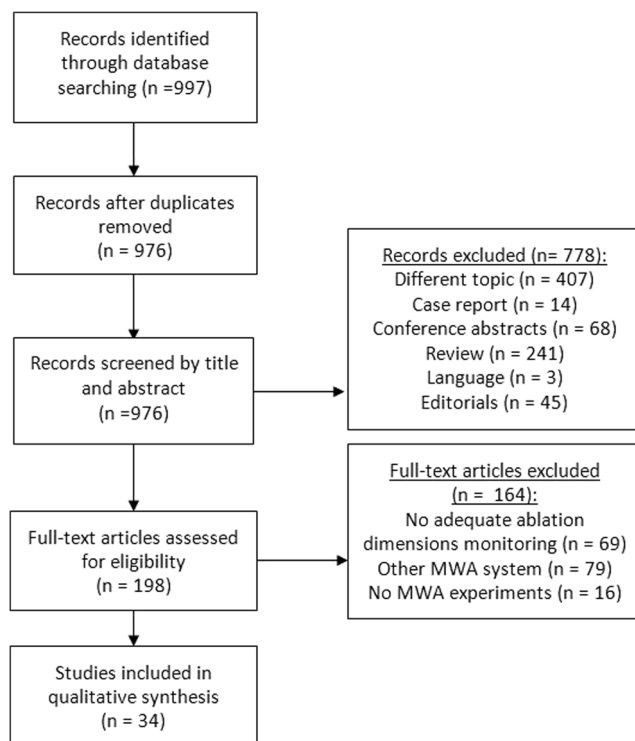 Records identified
through database
searching (n =997)
Records after duplicates
removed
(n = 976)
Records excluded (n= 778):
Different topic (n = 407)
Case report (n = 14)
Conference abstracts (n = 68)
Review (n = 241)
Language (n = 3)
Editorials (n = 45)
Records screened by title
and abstract
(n =976)
Full-text articles excluded
(n =  164):
No adequate ablation
dimensions monitoring (n = 69)
Other MWA system (n = 79)
No MWA experiments (n = 16)
Full-text articles assessed
for eligibility
(n = 198)
Studies included in
qualitative synthesis
(n = 34)